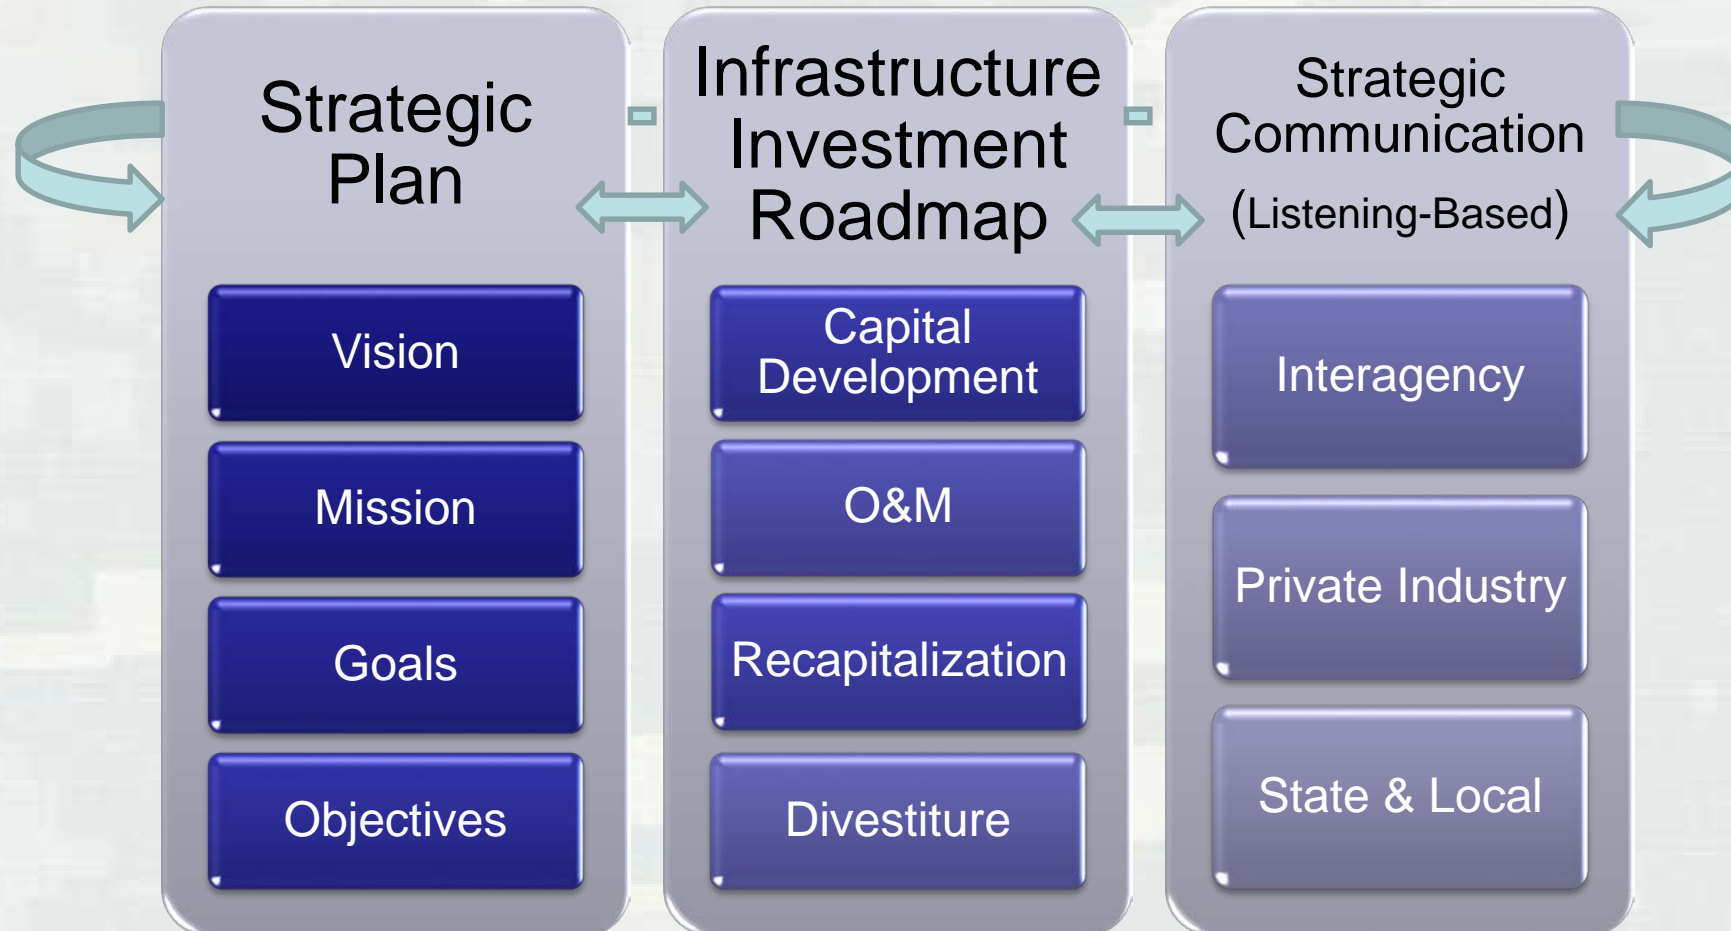 Strategic
Plan
Vision
Mission
Goals
Objectives
Infrastructure
Investment
Roadmap
Capital
Development
O&M
Recapitalization
Divestiture
Strategic
Communication
(Listening-Based)
Interagency
Private Industry
State & Local